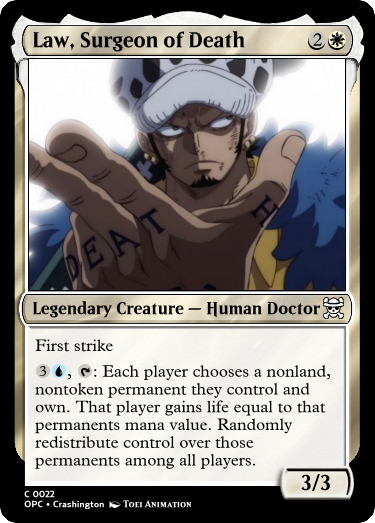 Law, Surgeon of Death 2
DEATH
Legendary Creature — Human Doctor
First strike
3, : Each player chooses a nonland,
nontoken permanent they control and
own. That player gains life equal to that
permanents mana value. Randomly
redistribute control over those
permanents among all players.
3/3
C 0022
OPC • Crashington Toei Animation